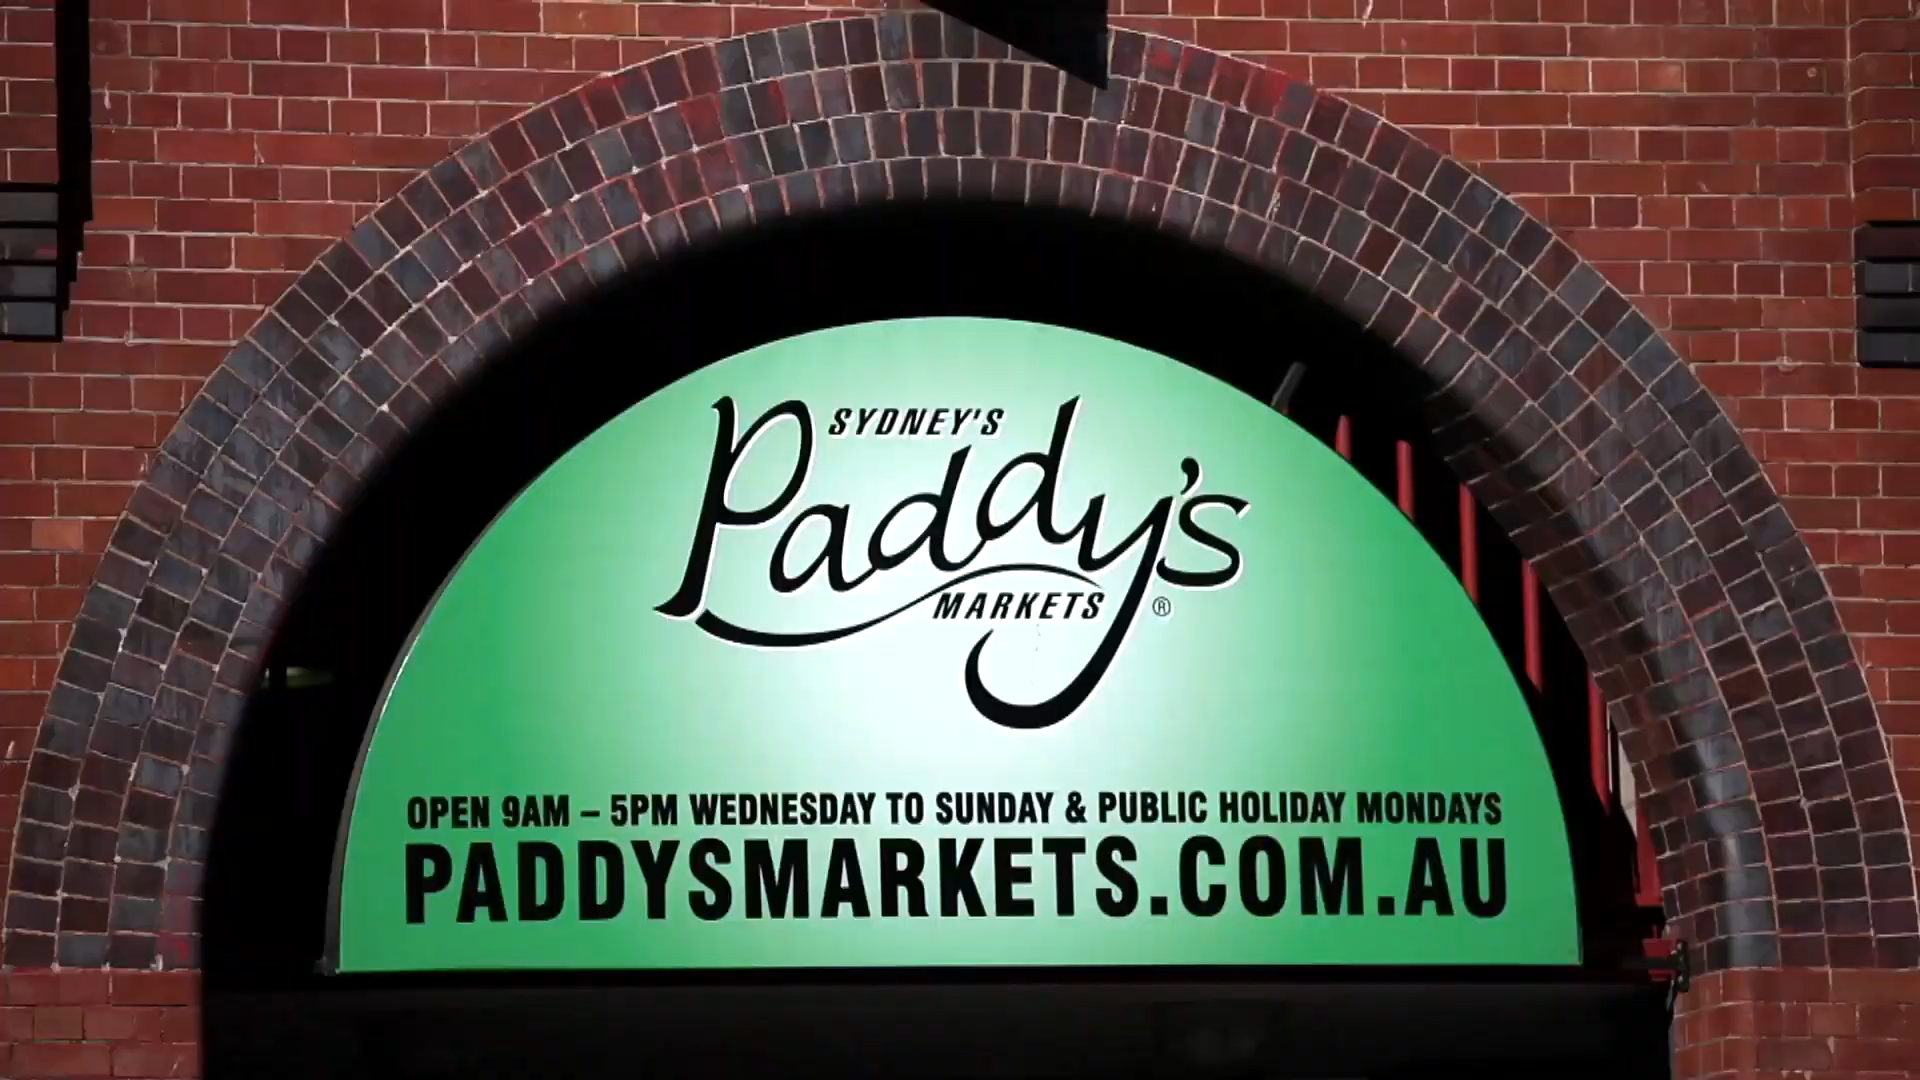 SYDNEY'S
Paddy's
MARKETS ®
OPEN 9AM – 5PM WEDNESDAY TO SUNDAY & PUBLIC HOLIDAY MONDAYS
PADDYSMARKETS.COM.AU